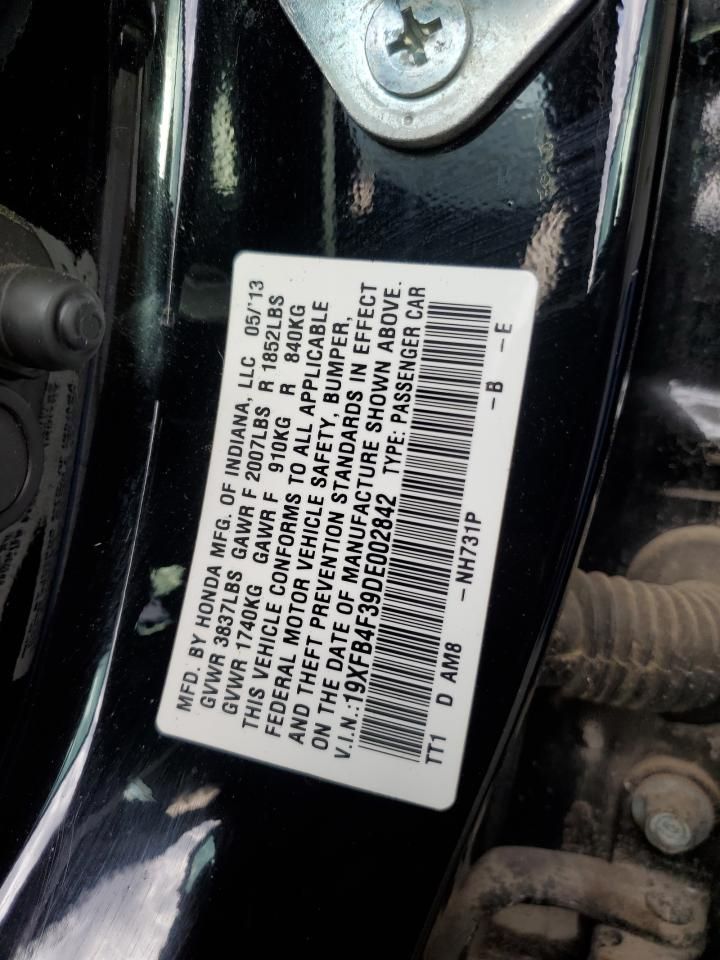 MFD. BY HONDA MFG. OF INDIANA, LLC 05/'13
GVWR 3837LBS GAWR F 2007LBS R 1852LBS
GVWR 1740KG GAWR F 910KG R 840KG
THIS VEHICLE CONFORMS TO ALL APPLICABLE
FEDERAL MOTOR VEHICLE SAFETY, BUMPER,
AND THEFT PREVENTION STANDARDS IN EFFECT
ON THE DATE OF MANUFACTURE SHOWN ABOVE.
V.I.N.:19XFB4F39DE002842 TYPE: PASSENGER CAR
TT1 D AM8 -NH731P -B -E